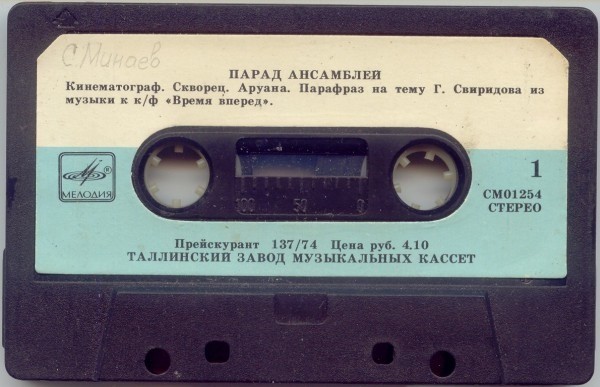 С. Минаев
ПАРАД АНСАМБЛЕЙ
Кинематограф. Скворец. Аруана. Парафраз на тему Г. Свиридова из
музыки к к/ф «Время вперед».
МЕЛОДИЯ ®
1
СМ01254
СТЕРЕО
100 50 0
Прейскурант 137/74 Цена руб. 4.10
ТАЛЛИНСКИЙ ЗАВОД МУЗЫКАЛЬНЫХ КАССЕТ